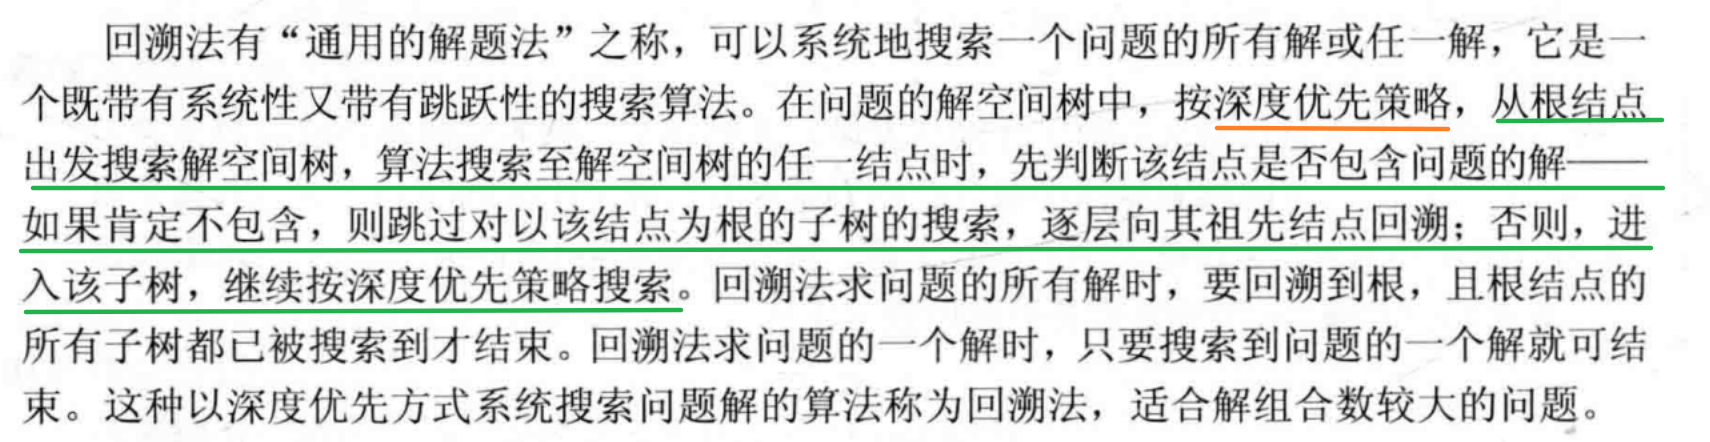 回溯法有“通用的解题法”之称，可以系统地搜索一个问题的所有解或任一解，它是一
个既带有系统性又带有跳跃性的搜索算法。在问题的解空间树中，按深度优先策略，从根结点
出发搜索解空间树，算法搜索至解空间树的任一结点时，先判断该结点是否包含问题的解——
如果肯定不包含，则跳过对以该结点为根的子树的搜索，逐层向其祖先结点回溯；否则，进
入该子树，继续按深度优先策略搜索。回溯法求问题的所有解时，要回溯到根，且根结点的
所有子树都已被搜索到才结束。回溯法求问题的一个解时，只要搜索到问题的一个解就可结
束。这种以深度优先方式系统搜索问题解的算法称为回溯法，适合解组合数较大的问题。